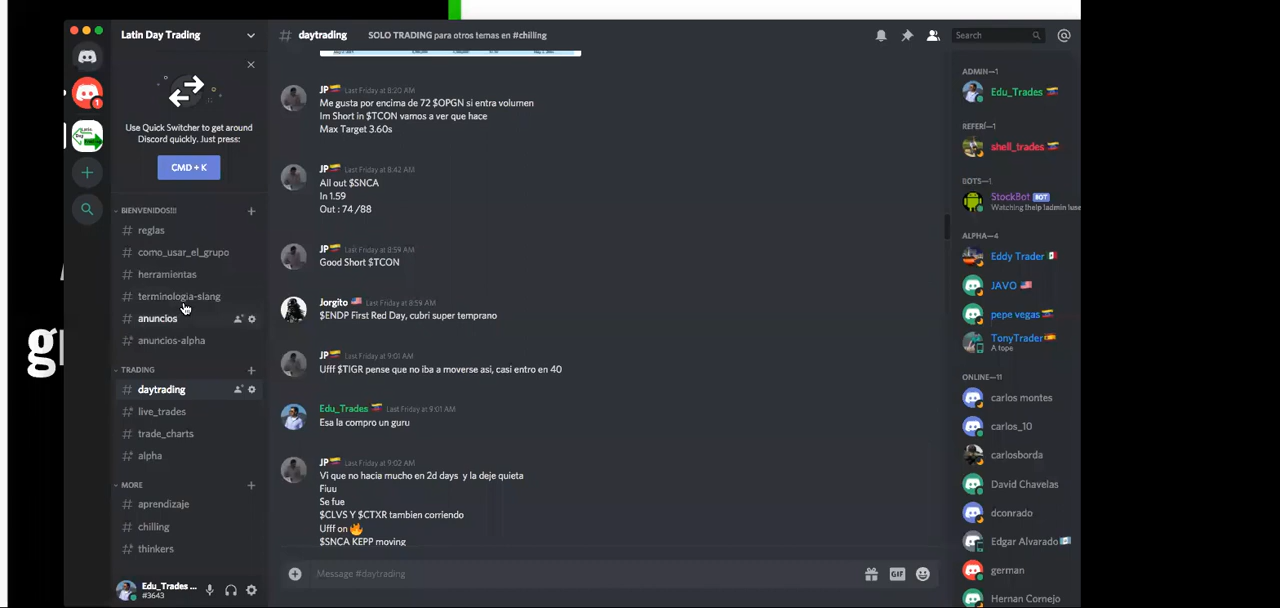 Latin Day Trading
# daytrading SOLO TRADING para otros temas en #chilling
Search
Use Quick Switcher to get around
Discord quickly. Just press:
CMD + K
BIENVENIDOS!!!
# reglas
# como_usar_el_grupo
# herramientas
# terminologia-slang
# anuncios
# anuncios-alpha
TRADING
# daytrading
# live_trades
# trade_charts
# alpha
MORE
# aprendizaje
# chilling
# thinkers
Edu_Trades ...
#3643
JP Last Friday at 8:20 AM
Me gusta por encima de 72 $OPGN si entra volumen
Im Short in $TCON vamos a ver que hace
Max Target 3.60s
JP Last Friday at 8:42 AM
All out $SNCA
In 1.59
Out : 74 /88
JP Last Friday at 8:59 AM
Good Short $TCON
Jorgito Last Friday at 8:59 AM
$ENDP First Red Day, cubri super temprano
JP Last Friday at 9:01 AM
Ufff $TIGR pense que no iba a moverse asi, casi entro en 40
Edu_Trades Last Friday at 9:01 AM
Esa la compro un guru
JP Last Friday at 9:02 AM
Vi que no hacia mucho en 2d days y la deje quieta
Fiuu
Se fue
$CLVS Y $CTXR tambien corriendo
Ufff on
$SNCA KEPP moving
Message #daytrading
GIF
ADMIN—1
Edu_Trades
REFERÍ—1
shell_trades
BOTS—1
StockBot BOT
Watching !help !admin !use
ALPHA—4
Eddy Trader
JAVO
pepe vegas
TonyTrader
A tope
ONLINE—11
carlos montes
carlos_10
carlosborda
David Chavelas
dconrado
Edgar Alvarado
german
Hernan Cornejo
1
g